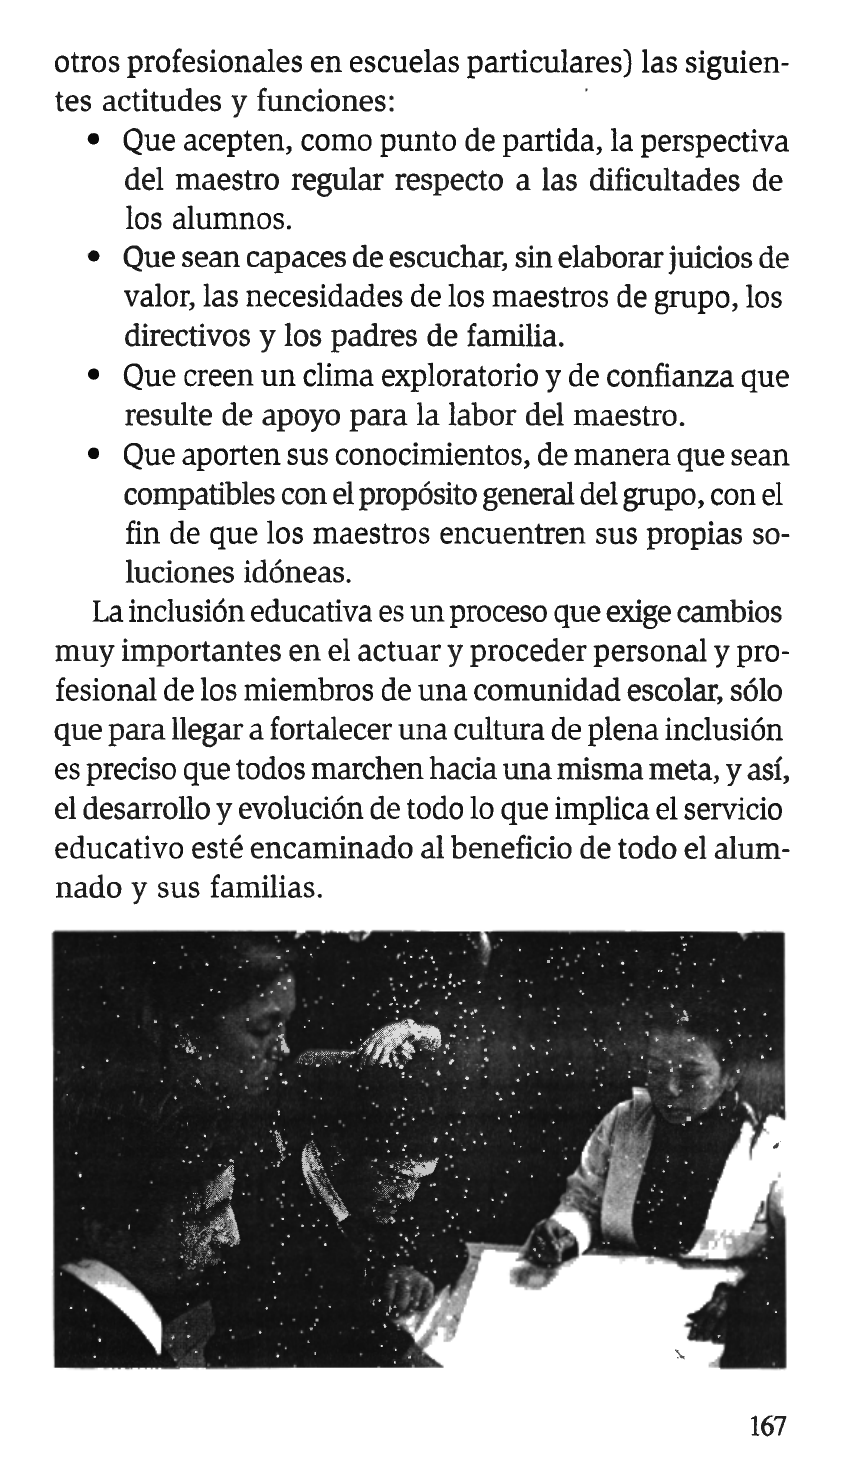 otros profesionales en escuelas particulares) las siguien-
tes actitudes y funciones:
• Que acepten, como punto de partida, la perspectiva
del maestro regular respecto a las dificultades de
los alumnos.
• Que sean capaces de escuchar, sin elaborar juicios de
valor, las necesidades de los maestros de grupo, los
directivos y los padres de familia.
• Que creen un clima exploratorio y de confianza que
resulte de apoyo para la labor del maestro.
• Que aporten sus conocimientos, de manera que sean
compatibles con el propósito general del grupo, con el
fin de que los maestros encuentren sus propias so-
luciones idóneas.
La inclusión educativa es un proceso que exige cambios
muy importantes en el actuar y proceder personal y pro-
fesional de los miembros de una comunidad escolar, sólo
que para llegar a fortalecer una cultura de plena inclusión
es preciso que todos marchen hacia una misma meta, y así,
el desarrollo y evolución de todo lo que implica el servicio
educativo esté encaminado al beneficio de todo el alum-
nado y sus familias.
167